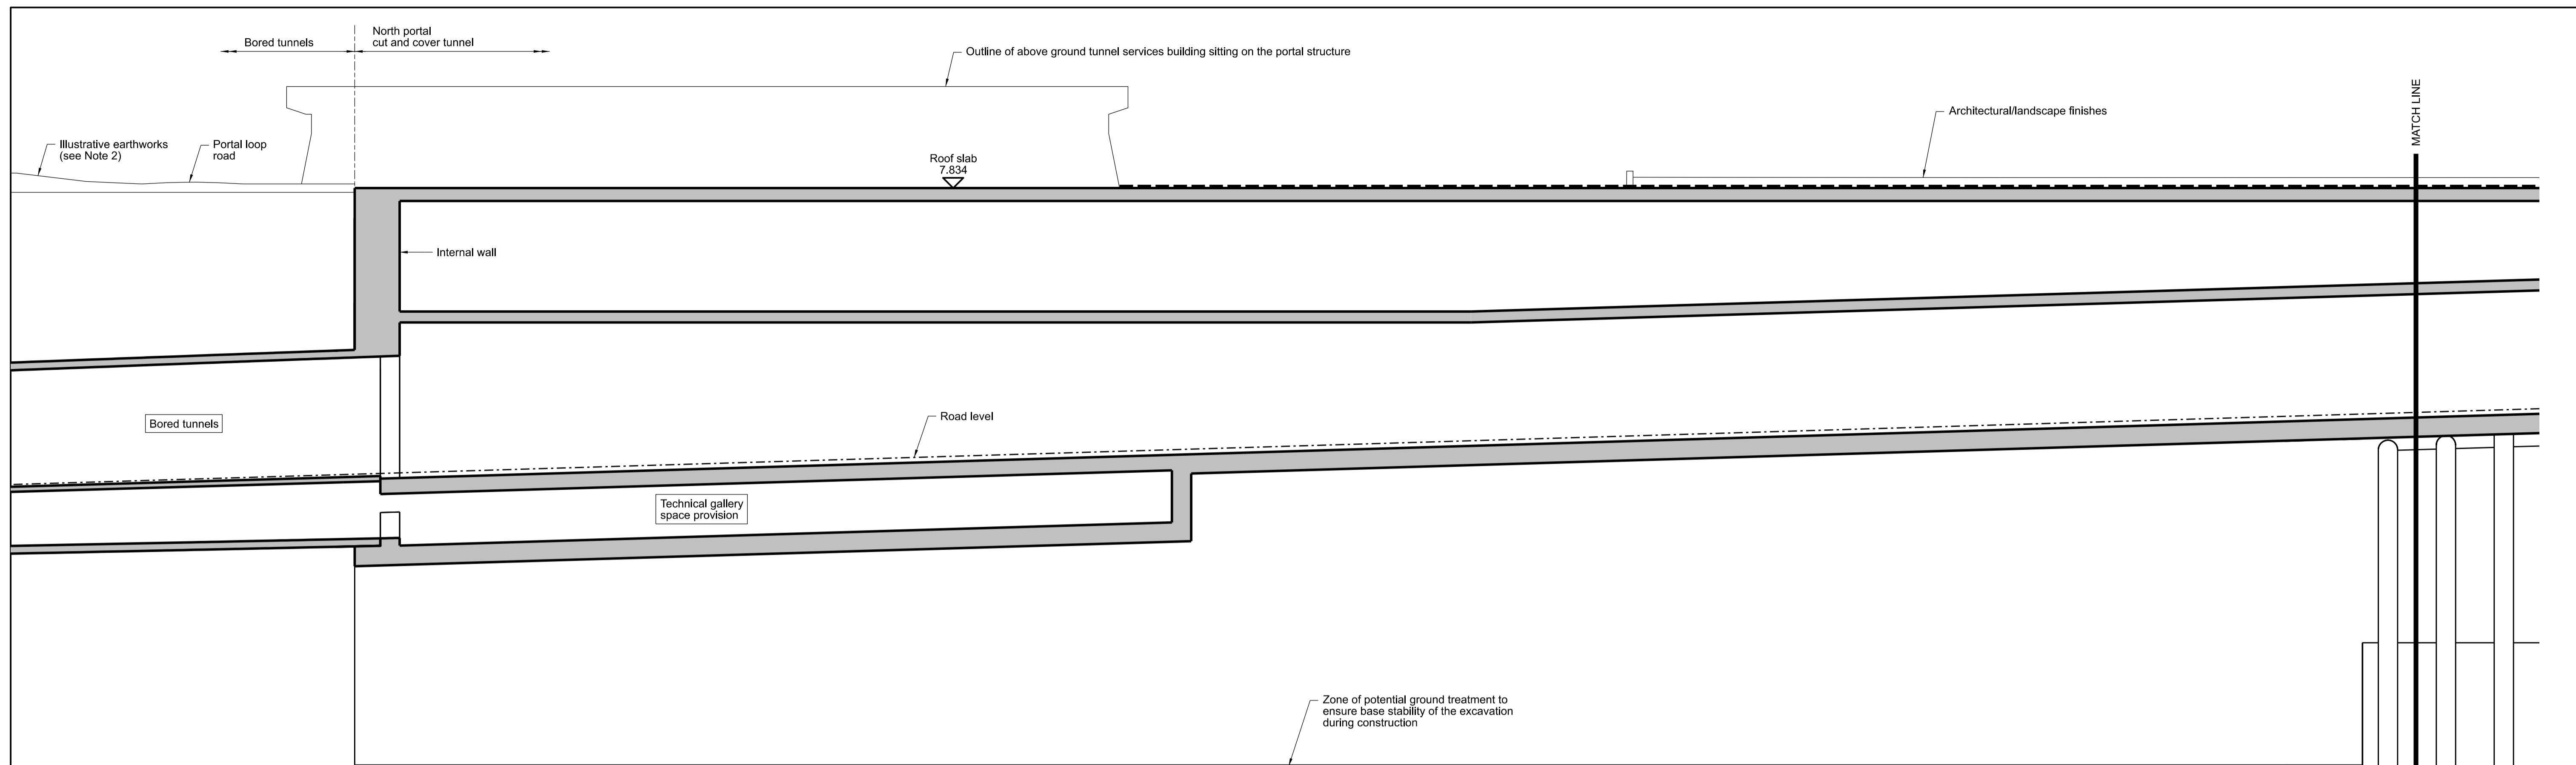 Bored tunnels
North portal
cut and cover tunnel
Outline of above ground tunnel services building sitting on the portal structure
MATCH LINE
Architectural/landscape finishes
Illustrative earthworks
(see Note 2)
Portal loop
road
Roof slab
7.834
Internal wall
Bored tunnels
Road level
Technical gallery
space provision
Zone of potential ground treatment to
ensure base stability of the excavation
during construction